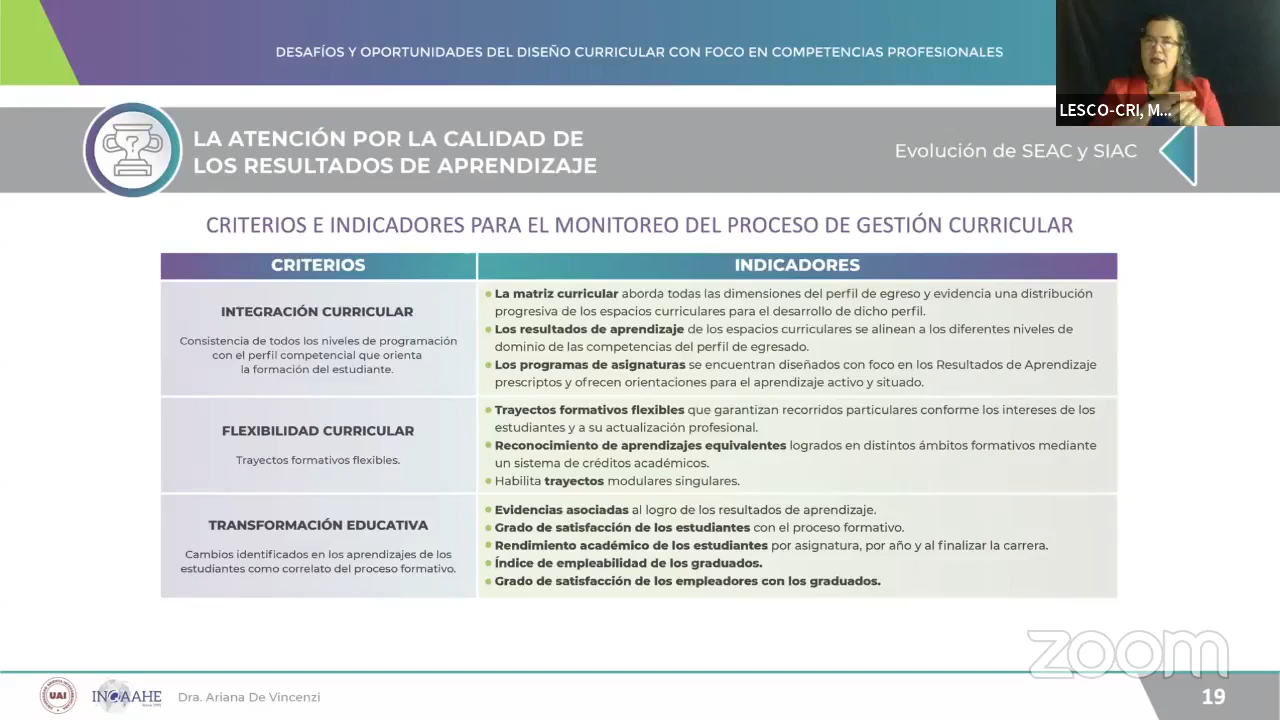 DESAFÍOS Y OPORTUNIDADES DEL DISEÑO CURRICULAR CON FOCO EN COMPETENCIAS PROFESIONALES
LESCO-CRI, M...
LA ATENCIÓN POR LA CALIDAD DE
LOS RESULTADOS DE APRENDIZAJE
Evolución de SEAC y SIAC
CRITERIOS E INDICADORES PARA EL MONITOREO DEL PROCESO DE GESTIÓN CURRICULAR
CRITERIOS
INDICADORES
INTEGRACIÓN CURRICULAR
Consistencia de todos los niveles de programación
con el perfil competencial que orienta
la formación del estudiante.
La matriz curricular aborda todas las dimensiones del perfil de egreso y evidencia una distribución
progresiva de los espacios curriculares para el desarrollo de dicho perfil.
Los resultados de aprendizaje de los espacios curriculares se alinean a los diferentes niveles de
dominio de las competencias del perfil de egresado.
Los programas de asignaturas se encuentran diseñados con foco en los Resultados de Aprendizaje
prescriptos y ofrecen orientaciones para el aprendizaje activo y situado.
FLEXIBILIDAD CURRICULAR
Trayectos formativos flexibles.
Trayectos formativos flexibles que garantizan recorridos particulares conforme los intereses de los
estudiantes y a su actualización profesional.
Reconocimiento de aprendizajes equivalentes logrados en distintos ámbitos formativos mediante
un sistema de créditos académicos.
Habilita trayectos modulares singulares.
TRANSFORMACIÓN EDUCATIVA
Cambios identificados en los aprendizajes de los
estudiantes como correlato del proceso formativo.
Evidencias asociadas al logro de los resultados de aprendizaje.
Grado de satisfacción de los estudiantes con el proceso formativo.
Rendimiento académico de los estudiantes por asignatura, por año y al finalizar la carrera.
Índice de empleabilidad de los graduados.
Grado de satisfacción de los empleadores con los graduados.
zoom
UAI
INQAAHE
Dra. Ariana De Vincenzi
19